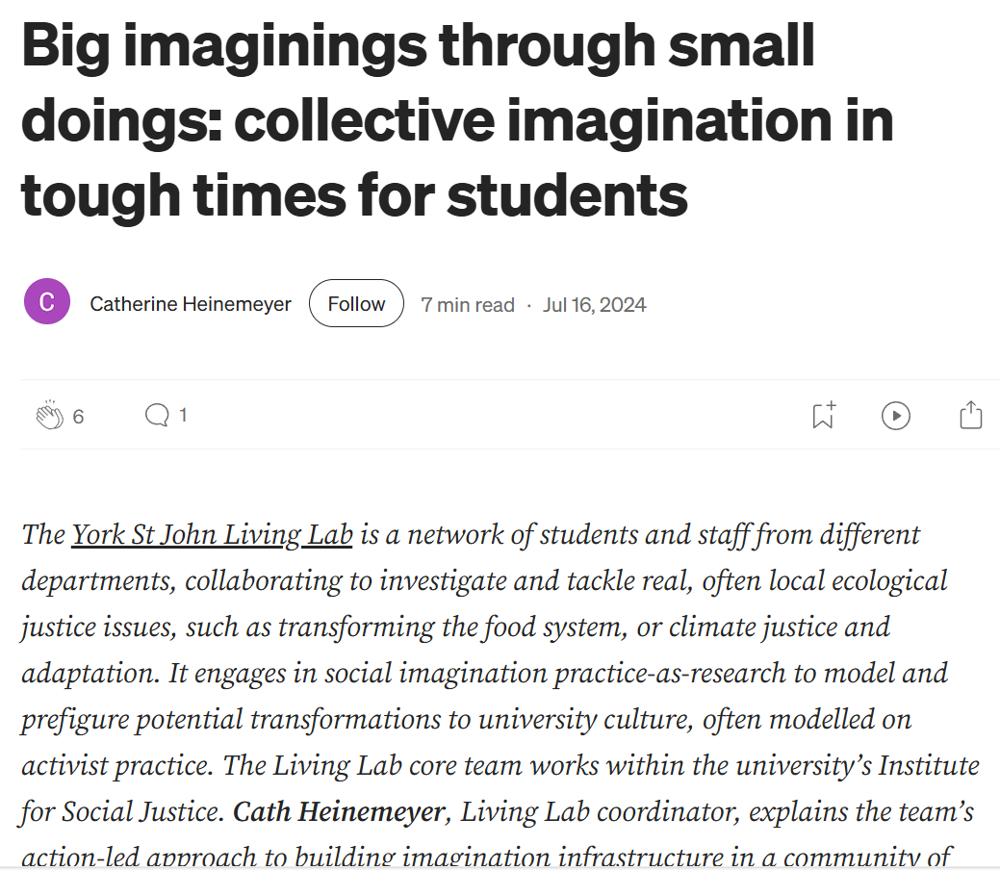 Big imaginings through small
doings: collective imagination in
tough times for students
C
Catherine Heinemeyer
Follow
7 min read · Jul 16, 2024
6
1
The York St John Living Lab is a network of students and staff from different
departments, collaborating to investigate and tackle real, often local ecological
justice issues, such as transforming the food system, or climate justice and
adaptation. It engages in social imagination practice-as-research to model and
prefigure potential transformations to university culture, often modelled on
activist practice. The Living Lab core team works within the university’s Institute
for Social Justice. Cath Heinemeyer, Living Lab coordinator, explains the team’s
action-led approach to building imagination infrastructure in a community of